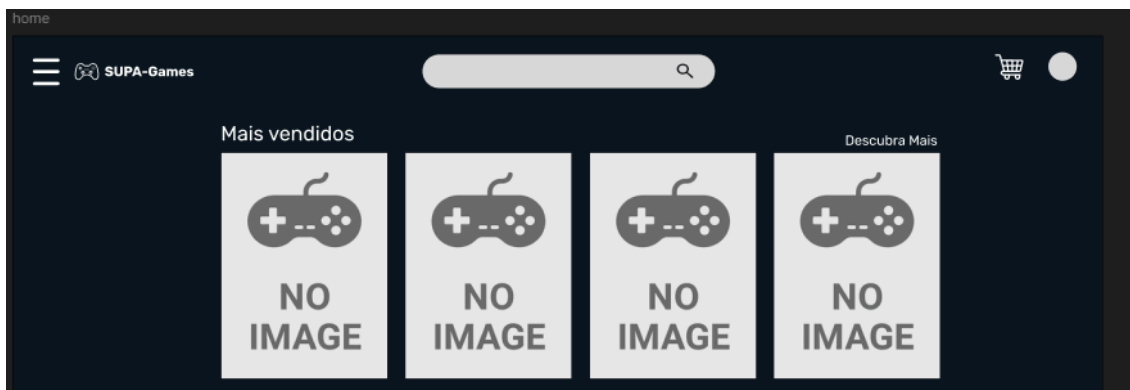 home
SUPA-Games
Mais vendidos
Descubra Mais
NO
IMAGE
NO
IMAGE
NO
IMAGE
NO
IMAGE